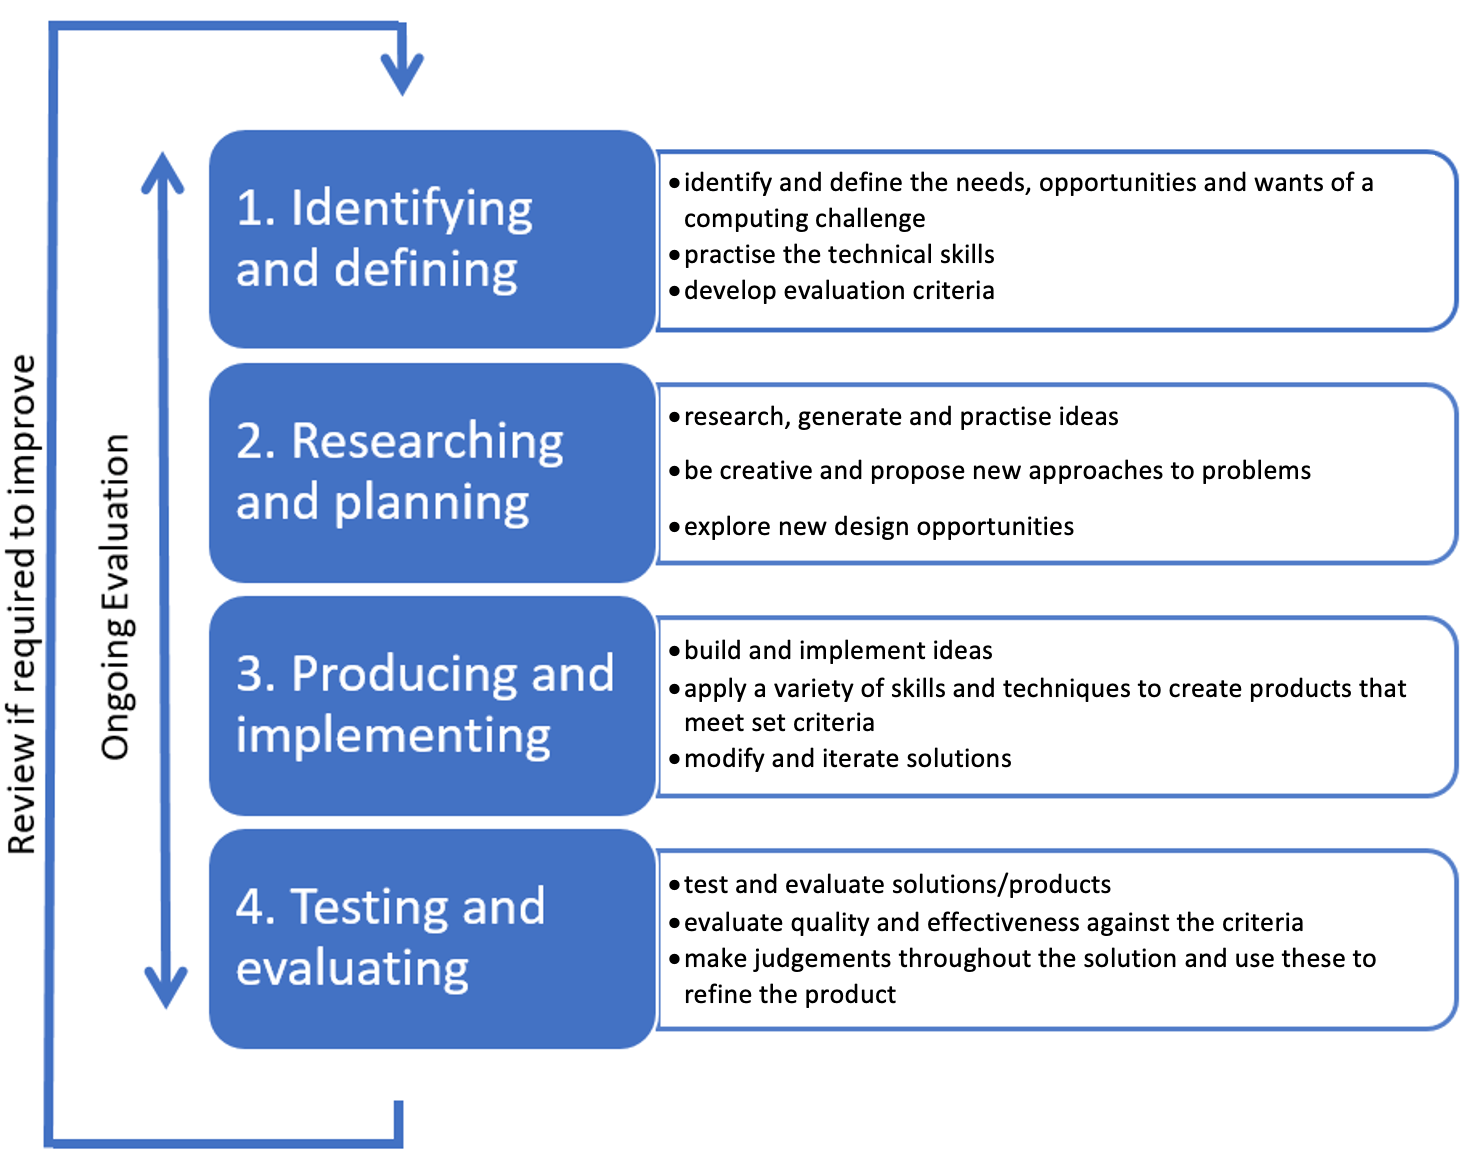 Review if required to improve
Ongoing Evaluation
1. Identifying
and defining
•identify and define the needs, opportunities and wants of a
computing challenge
•practise the technical skills
•develop evaluation criteria
2. Researching
and planning
•research, generate and practise ideas
•be creative and propose new approaches to problems
•explore new design opportunities
3. Producing and
implementing
•build and implement ideas
•apply a variety of skills and techniques to create products that
meet set criteria
•modify and iterate solutions
4. Testing and
evaluating
•test and evaluate solutions/products
•evaluate quality and effectiveness against the criteria
•make judgements throughout the solution and use these to
refine the product